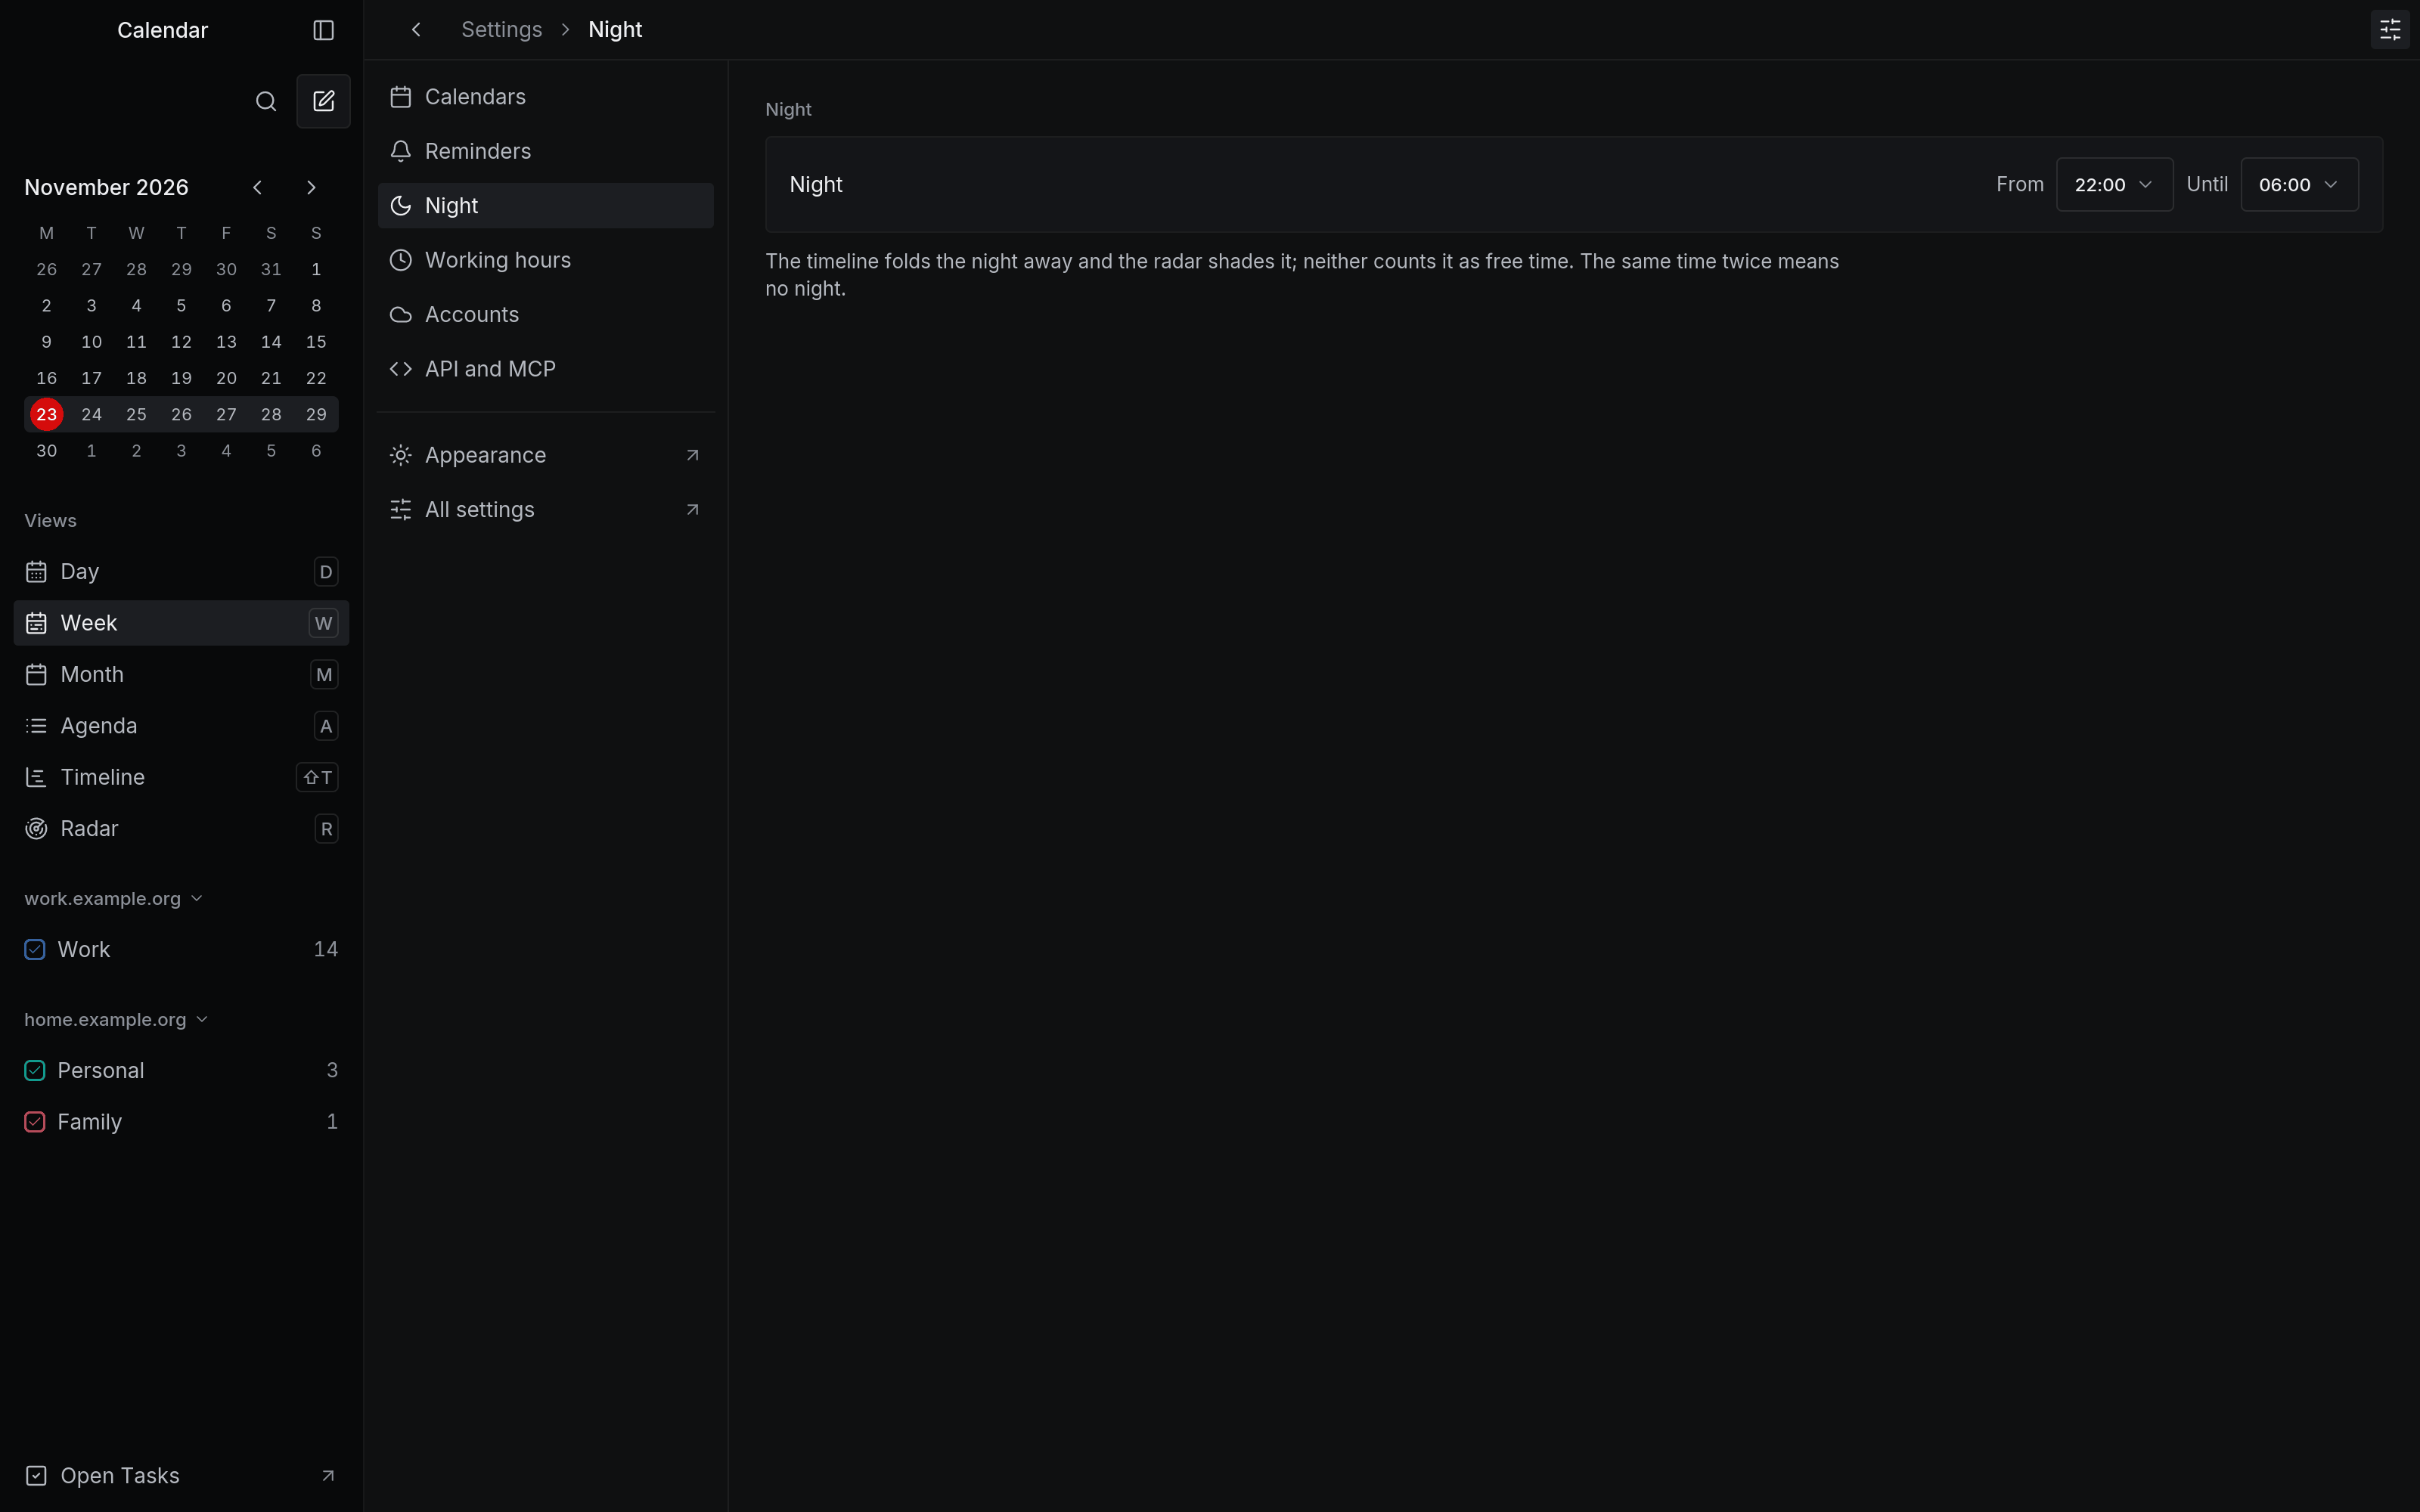 Calendar
November 2026
M T W T F S S
26 27 28 29 30 31 1
2 3 4 5 6 7 8
9 10 11 12 13 14 15
16 17 18 19 20 21 22
23 24 25 26 27 28 29
30 1 2 3 4 5 6
Views
Day D
Week W
Month M
Agenda A
Timeline ⇧T
Radar R
work.example.org
Work 14
home.example.org
Personal 3
Family 1
Open Tasks
Settings > Night
Calendars
Reminders
Night
Working hours
Accounts
API and MCP
Appearance
All settings
Night
Night From 22:00 Until 06:00
The timeline folds the night away and the radar shades it; neither counts it as free time. The same time twice means
no night.